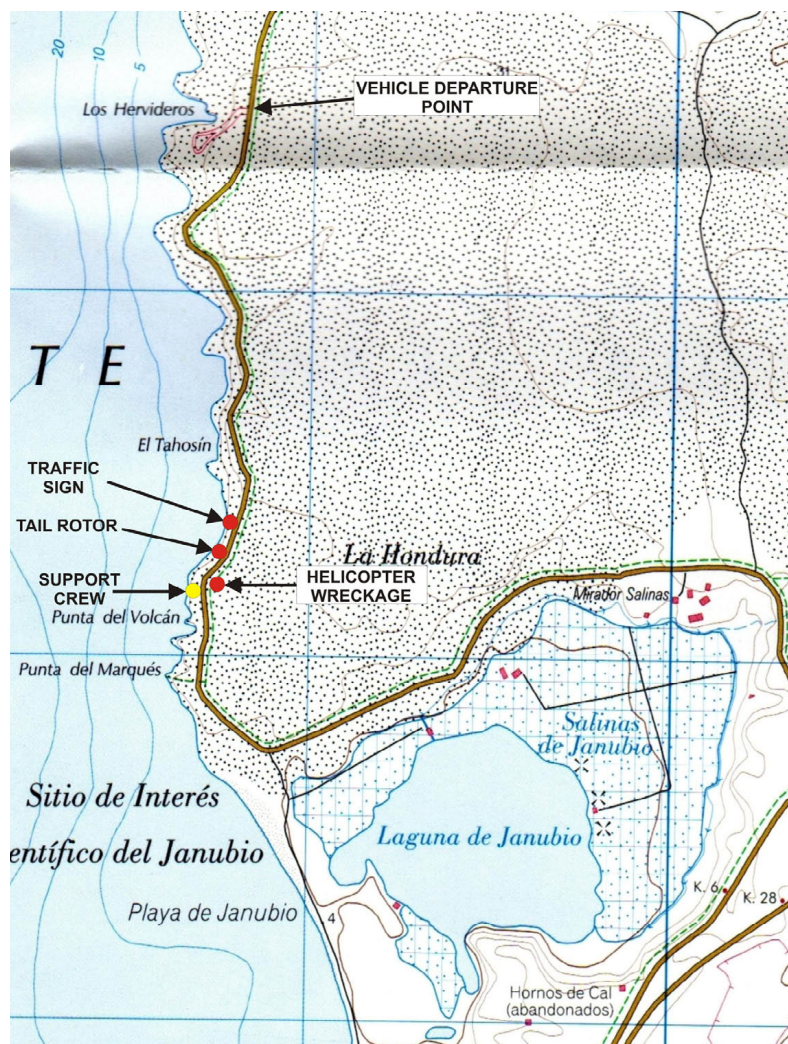 20
10
5
31
VEHICLE DEPARTURE
POINT
Los Hervideros
T E
El Tahosín
TRAFFIC
SIGN
TAIL ROTOR
La Hondura
SUPPORT
CREW
HELICOPTER
WRECKAGE
Mirador Salinas
Punta del Volcán
Punta del Marqués
Salinas
de Janubio
Sitio de Interés
entífico del Janubio
Laguna de Janubio
Playa de Janubio
4
K. 6
K. 28
Hornos de Cal
(abandonados)